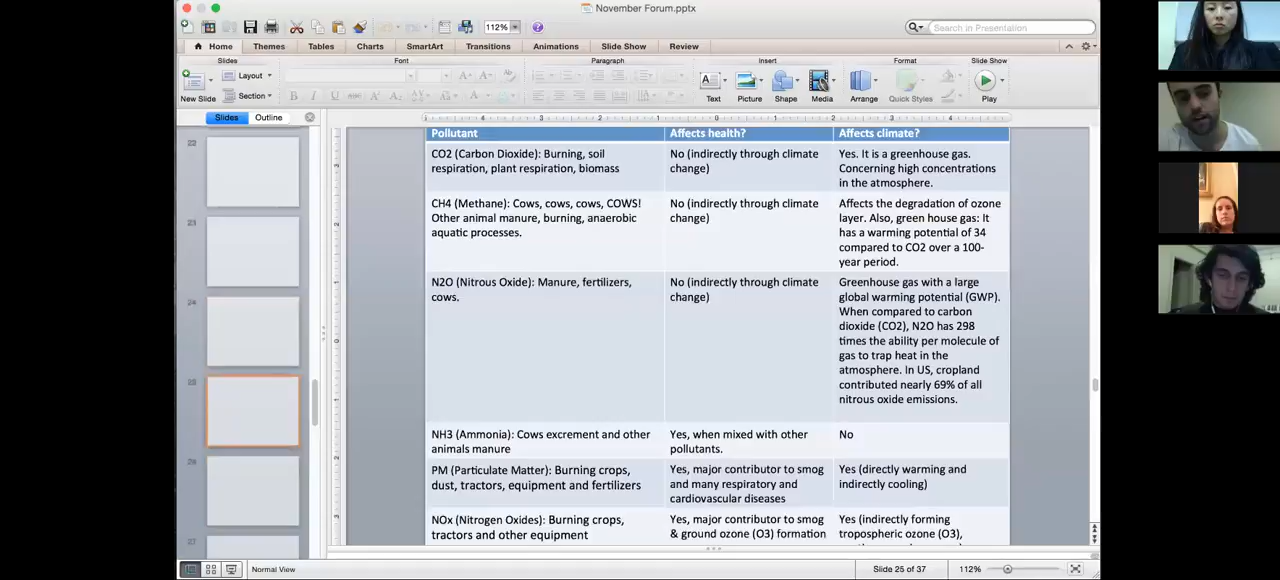 November Forum.pptx
112%
Search in Presentation
Home
Themes
Tables
Charts
SmartArt
Transitions
Animations
Slide Show
Review
Slides
Font
Paragraph
Insert
Format
Slide Show
New Slide
Layout
Section
Text
Picture
Shape
Media
Arrange
Quick Styles
Play
Slides
Outline
22
23
24
25
26
27
Pollutant
Affects health?
Affects climate?
CO2 (Carbon Dioxide): Burning, soil
respiration, plant respiration, biomass
No (indirectly through climate
change)
Yes. It is a greenhouse gas.
Concerning high concentrations
in the atmosphere.
CH4 (Methane): Cows, cows, cows, COWS!
Other animal manure, burning, anaerobic
aquatic processes.
No (indirectly through climate
change)
Affects the degradation of ozone
layer. Also, green house gas: It
has a warming potential of 34
compared to CO2 over a 100-
year period.
N2O (Nitrous Oxide): Manure, fertilizers,
cows.
No (indirectly through climate
change)
Greenhouse gas with a large
global warming potential (GWP).
When compared to carbon
dioxide (CO2), N2O has 298
times the ability per molecule of
gas to trap heat in the
atmosphere. In US, cropland
contributed nearly 69% of all
nitrous oxide emissions.
NH3 (Ammonia): Cows excrement and other
animals manure
Yes, when mixed with other
pollutants.
No
PM (Particulate Matter): Burning crops,
dust, tractors, equipment and fertilizers
Yes, major contributor to smog
and many respiratory and
cardiovascular diseases
Yes (directly warming and
indirectly cooling)
NOx (Nitrogen Oxides): Burning crops,
tractors and other equipment
Yes, major contributor to smog
& ground ozone (O3) formation
Yes (indirectly forming
tropospheric ozone (O3),
Normal View
Slide 25 of 37
112%